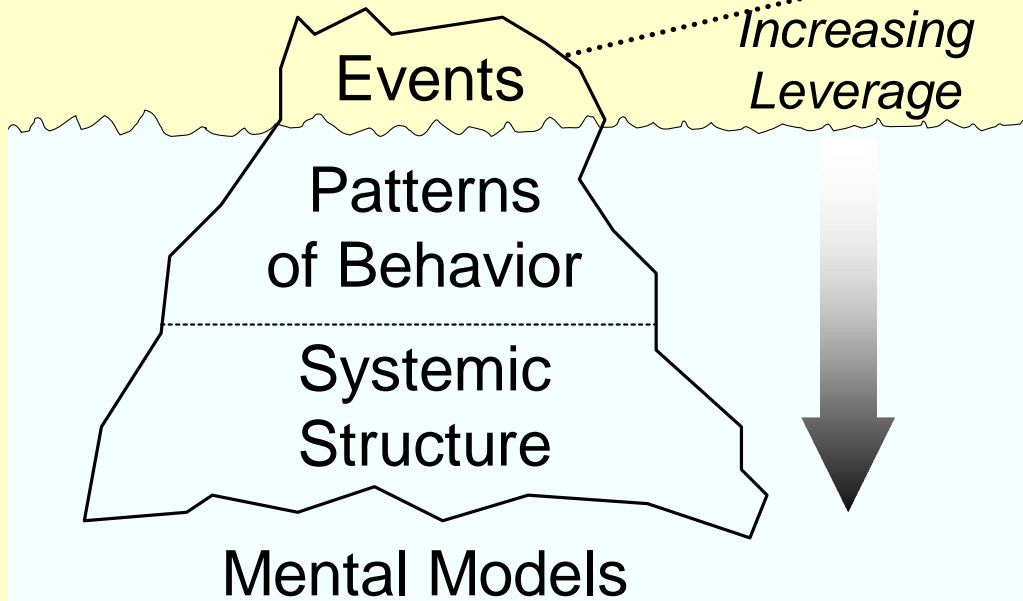 Events
Increasing
Leverage
Patterns
of Behavior
Systemic
Structure
Mental Models